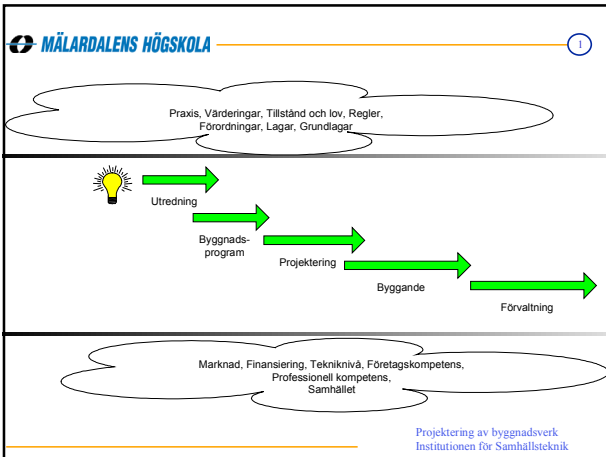 MÄLARDALENS HÖGSKOLA
1
Praxis, Värderingar, Tillstånd och lov, Regler,
Förordningar, Lagar, Grundlagar
Utredning
Byggnads-
program
Projektering
Byggande
Förvaltning
Marknad, Finansiering, Tekniknivå, Företagskompetens,
Professionell kompetens,
Samhället
Projektering av byggnadsverk
Institutionen för Samhällsteknik